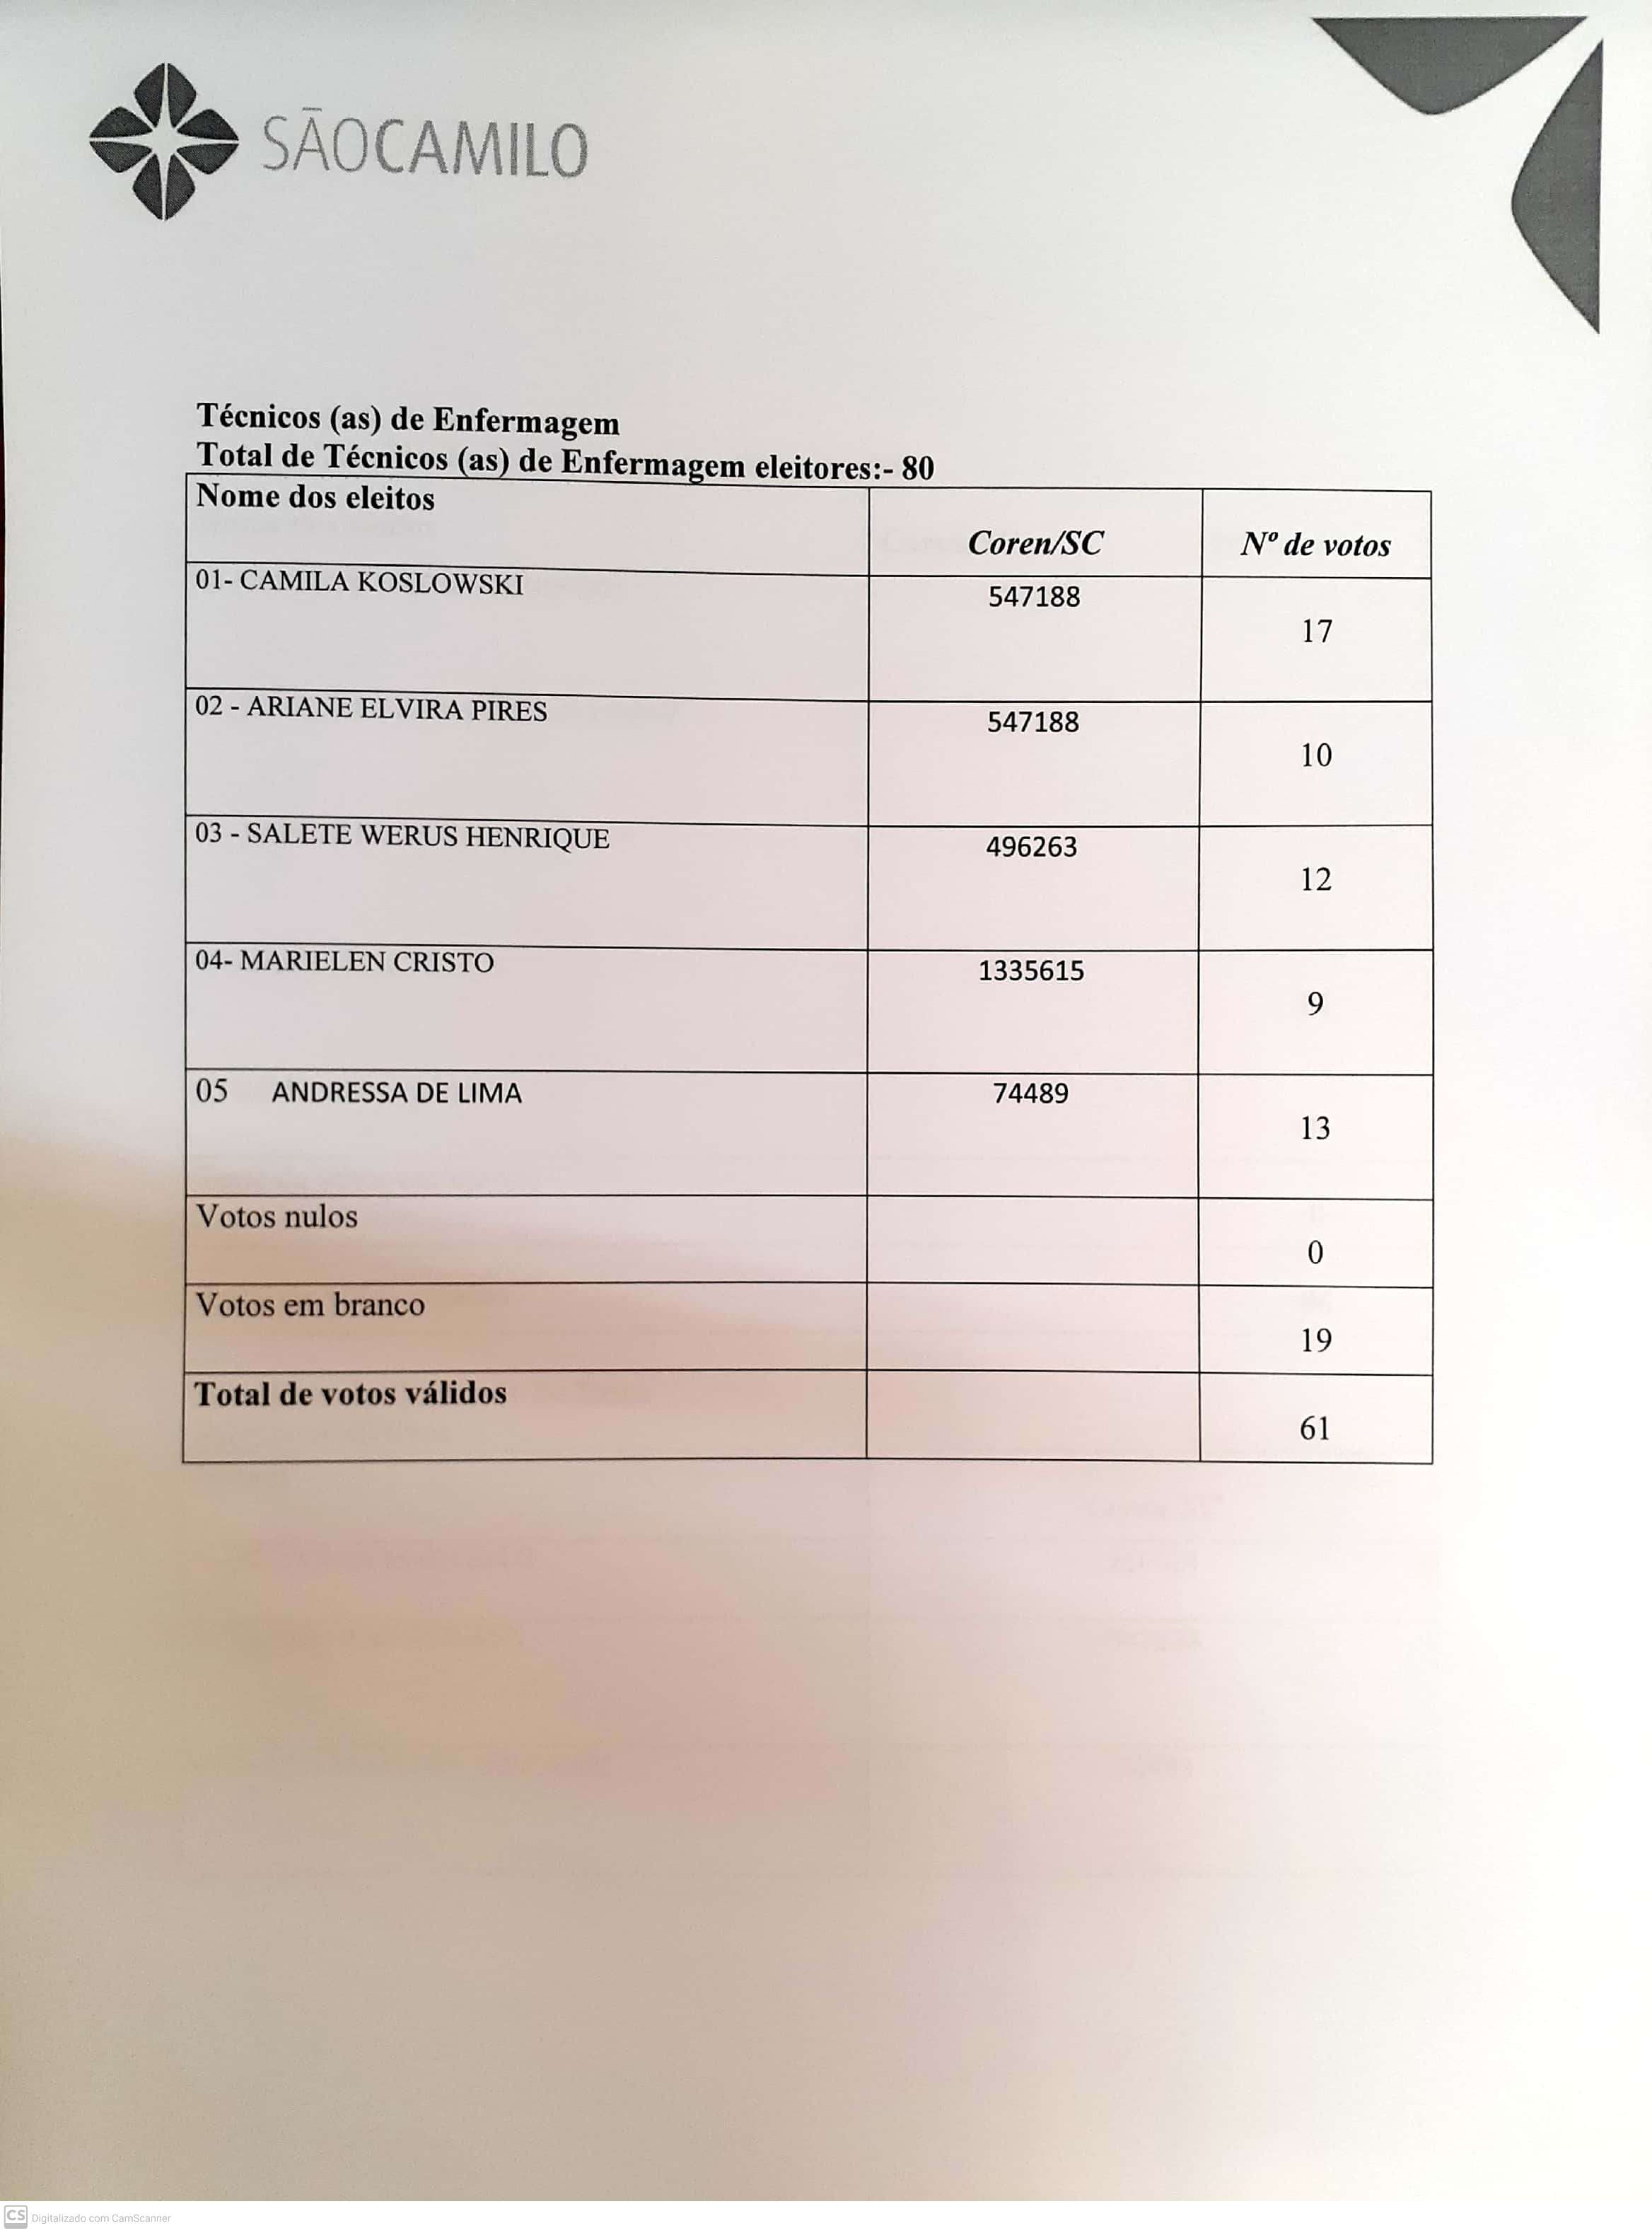 SÃOCAMILO
Técnicos (as) de Enfermagem
Total de Técnicos (as) de Enfermagem eleitores:- 80
Nome dos eleitos Coren/SC Nº de votos
01- CAMILA KOSLOWSKI 547188 17
02 - ARIANE ELVIRA PIRES 547188 10
03 - SALETE WERUS HENRIQUE 496263 12
04- MARIELEN CRISTO 1335615 9
05 ANDRESSA DE LIMA 74489 13
Votos nulos 0
Votos em branco 19
Total de votos válidos 61
CS Digitalizado com CamScanner